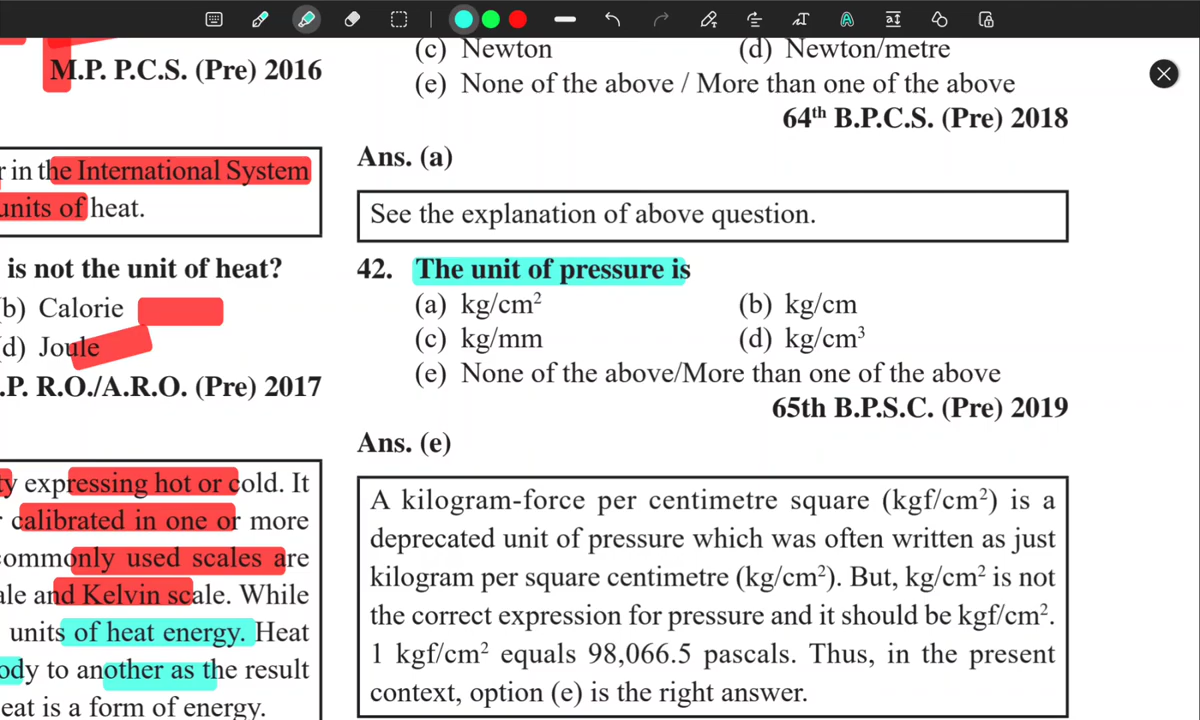 M.P. P.C.S. (Pre) 2016
in the International System
units of heat.
is not the unit of heat?
b) Calorie
d) Joule
.P. R.O./A.R.O. (Pre) 2017
expressing hot or cold. It
calibrated in one or more
commonly used scales are
and Kelvin scale. While
units of heat energy. Heat
to another as the result
eat is a form of energy.
(c) Newton (d) Newton/metre
(e) None of the above / More than one of the above
64th B.P.C.S. (Pre) 2018
Ans. (a)
See the explanation of above question.
42. The unit of pressure is
(a) kg/cm² (b) kg/cm
(c) kg/mm (d) kg/cm³
(e) None of the above/More than one of the above
65th B.P.S.C. (Pre) 2019
Ans. (e)
A kilogram-force per centimetre square (kgf/cm²) is a
deprecated unit of pressure which was often written as just
kilogram per square centimetre (kg/cm²). But, kg/cm² is not
the correct expression for pressure and it should be kgf/cm².
1 kgf/cm² equals 98,066.5 pascals. Thus, in the present
context, option (e) is the right answer.